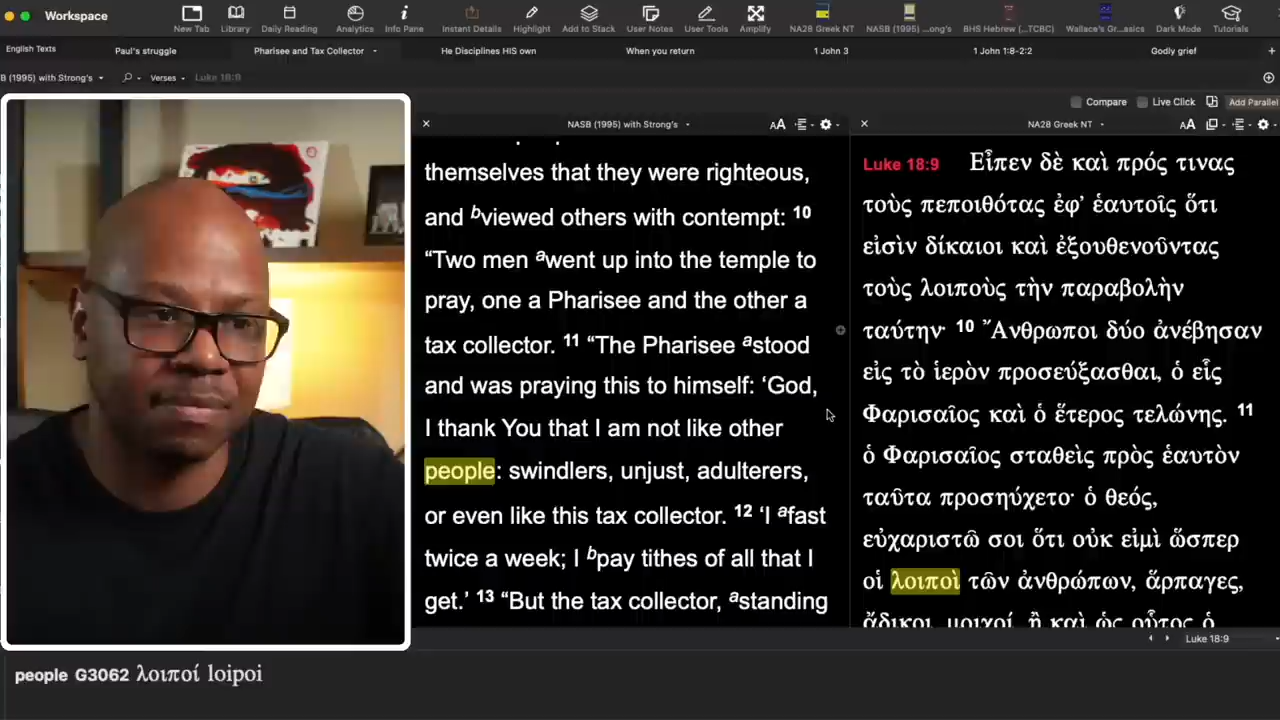 Workspace
New Tab
Library
Daily Reading
Analytics
Info Pane
Instant Details
Highlight
Add to Stack
User Notes
User Tools
Amplify
NA28 Greek NT
NASB (1995) ...ong's
BHS Hebrew (...TCBC)
Wallace's Gr...asics
Dark Mode
Tutorials
English Texts
Paul's struggle
Pharisee and Tax Collector
He Disciplines HIS own
When you return
1 John 3
1 John 1:8-2:2
Godly grief
B (1995) with Strong's
Verses
Luke 18:9
Compare
Live Click
Add Parallel
NASB (1995) with Strong's
themselves that they were righteous,
and bviewed others with contempt: 10
“Two men awent up into the temple to
pray, one a Pharisee and the other a
tax collector. 11 “The Pharisee astood
and was praying this to himself: ‘God,
I thank You that I am not like other
people: swindlers, unjust, adulterers,
or even like this tax collector. 12 ‘I afast
twice a week; I bpay tithes of all that I
get.’ 13 “But the tax collector, astanding
NA28 Greek NT
Luke 18:9 Εἶπεν δὲ καὶ πρός τινας
τοὺς πεποιθότας ἐφ’ ἑαυτοῖς ὅτι
εἰσὶν δίκαιοι καὶ ἐξουθενοῦντας
τοὺς λοιποὺς τὴν παραβολὴν
ταύτην· 10 Ἄνθρωποι δύο ἀνέβησαν
εἰς τὸ ἱερὸν προσεύξασθαι, ὁ εἷς
Φαρισαῖος καὶ ὁ ἕτερος τελώνης. 11
ὁ Φαρισαῖος σταθεὶς πρὸς ἑαυτὸν
ταῦτα προσηύχετο· ὁ θεός,
εὐχαριστῶ σοι ὅτι οὐκ εἰμὶ ὥσπερ
οἱ λοιποὶ τῶν ἀνθρώπων, ἅρπαγες,
ἄδικοι, μοιχοί, ἢ καὶ ὡς οὗτος ὁ
Luke 18:9
people G3062 λοιποί loipoi